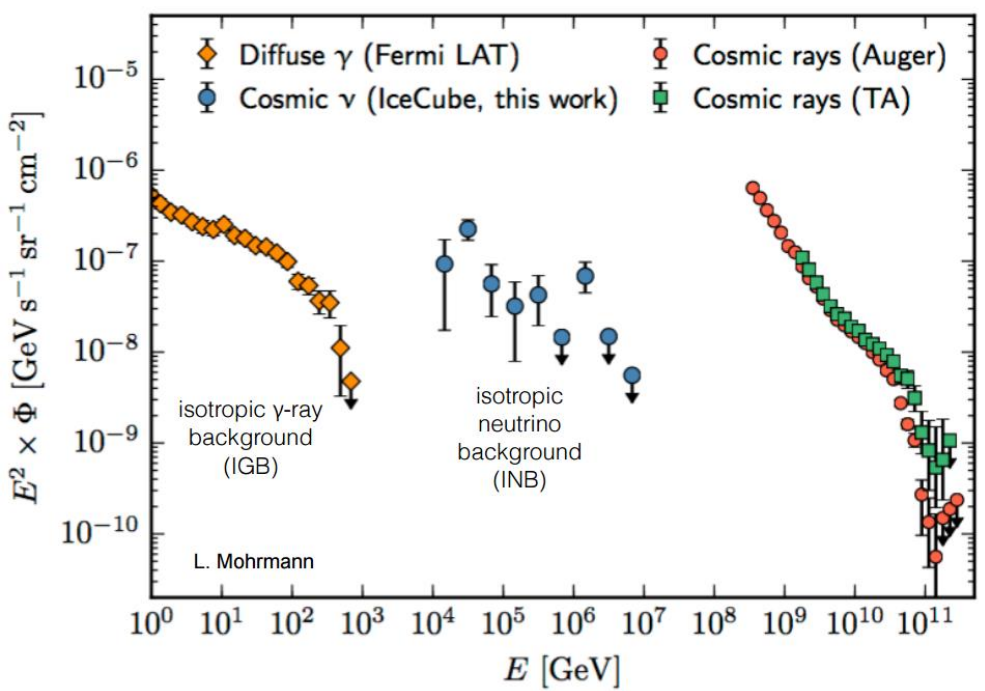 Diffuse γ (Fermi LAT)
Cosmic ν (IceCube, this work)
Cosmic rays (Auger)
Cosmic rays (TA)
E² × Φ [GeV s⁻¹ sr⁻¹ cm⁻²]
10⁻⁵
10⁻⁶
10⁻⁷
10⁻⁸
10⁻⁹
10⁻¹⁰
isotropic γ-ray
background
(IGB)
isotropic
neutrino
background
(INB)
L. Mohrmann
10⁰ 10¹ 10² 10³ 10⁴ 10⁵ 10⁶ 10⁷ 10⁸ 10⁹ 10¹⁰ 10¹¹
E [GeV]